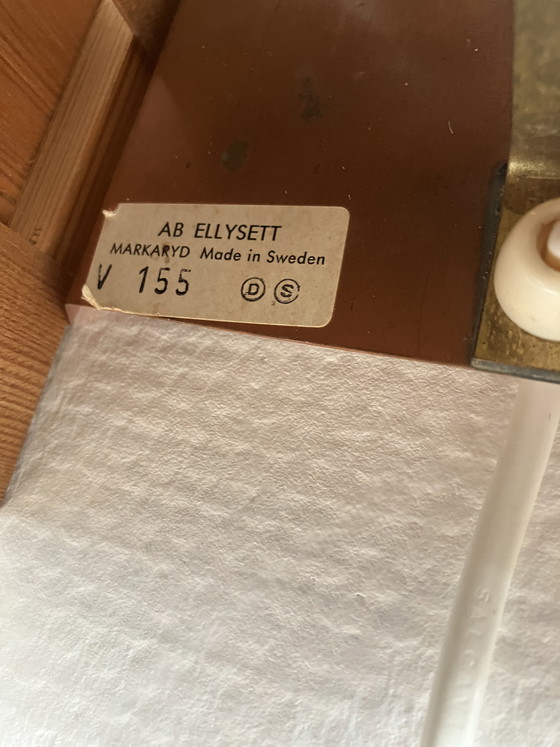 AB ELLYSETT
MARKARYD Made in Sweden
V 155 D S